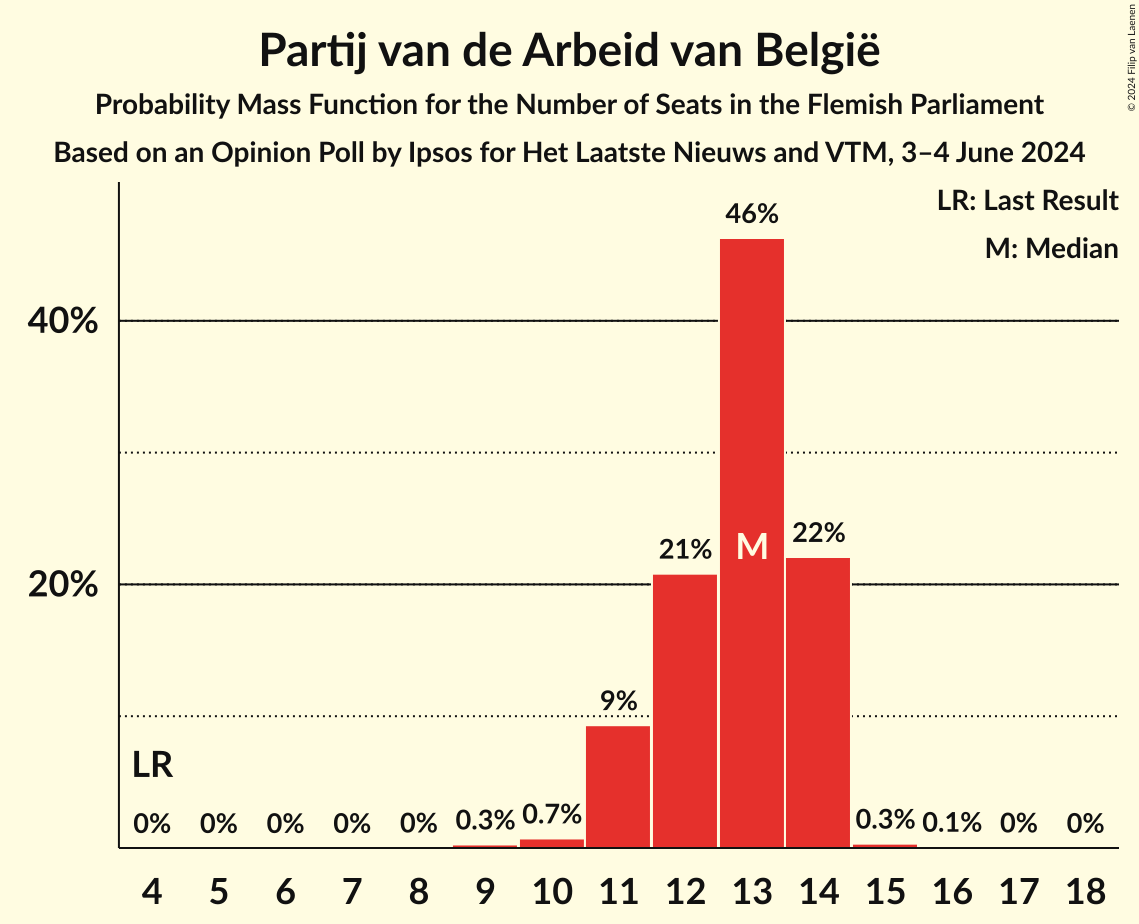 Partij van de Arbeid van België
Probability Mass Function for the Number of Seats in the Flemish Parliament
Based on an Opinion Poll by Ipsos for Het Laatste Nieuws and VTM, 3–4 June 2024
© 2024 Filip van Laenen
LR: Last Result
M: Median
46%
40%
22%
21%
M
20%
9%
LR
0% 0% 0% 0% 0% 0.3% 0.7% 0.3% 0.1% 0% 0%
4 5 6 7 8 9 10 11 12 13 14 15 16 17 18